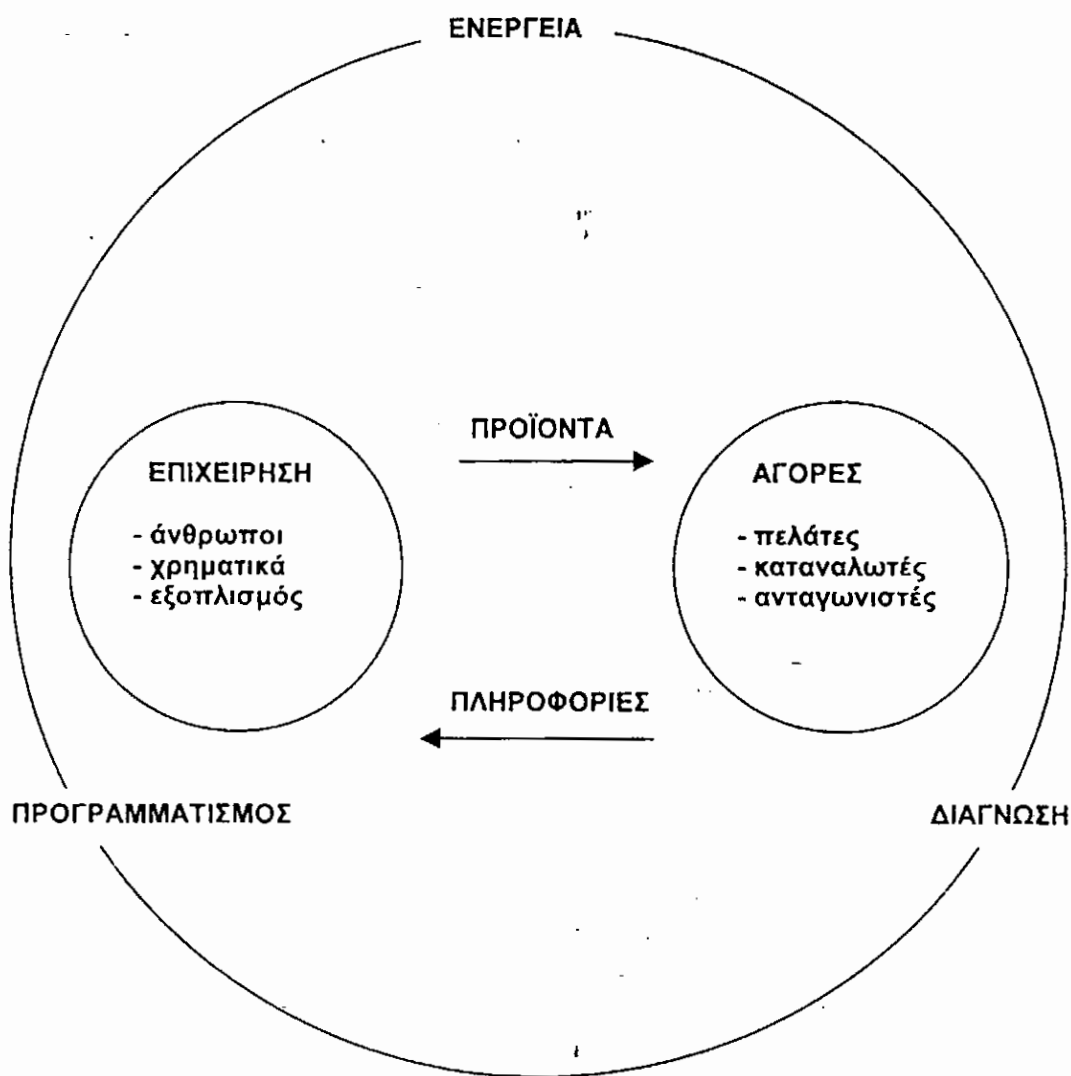 ΕΝΕΡΓΕΙΑ
ΠΡΟΪΟΝΤΑ
ΕΠΙΧΕΙΡΗΣΗ
- άνθρωποι
- χρηματικά
- εξοπλισμός
ΑΓΟΡΕΣ
- πελάτες
- καταναλωτές
- ανταγωνιστές
ΠΛΗΡΟΦΟΡΙΕΣ
ΠΡΟΓΡΑΜΜΑΤΙΣΜΟΣ
ΔΙΑΓΝΩΣΗ